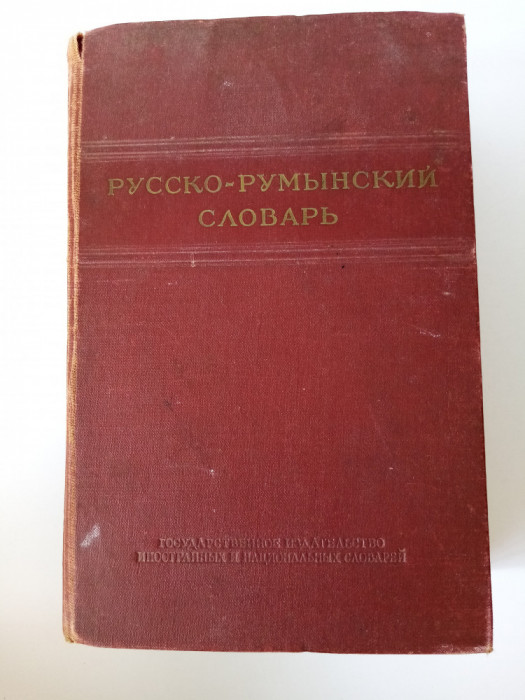 РУССКО-РУМЫНСКИЙ
СЛОВАРЬ
ГОСУДАРСТВЕННОЕ ИЗДАТЕЛЬСТВО
ИНОСТРАННЫХ И НАЦИОНАЛЬНЫХ СЛОВАРЕЙ